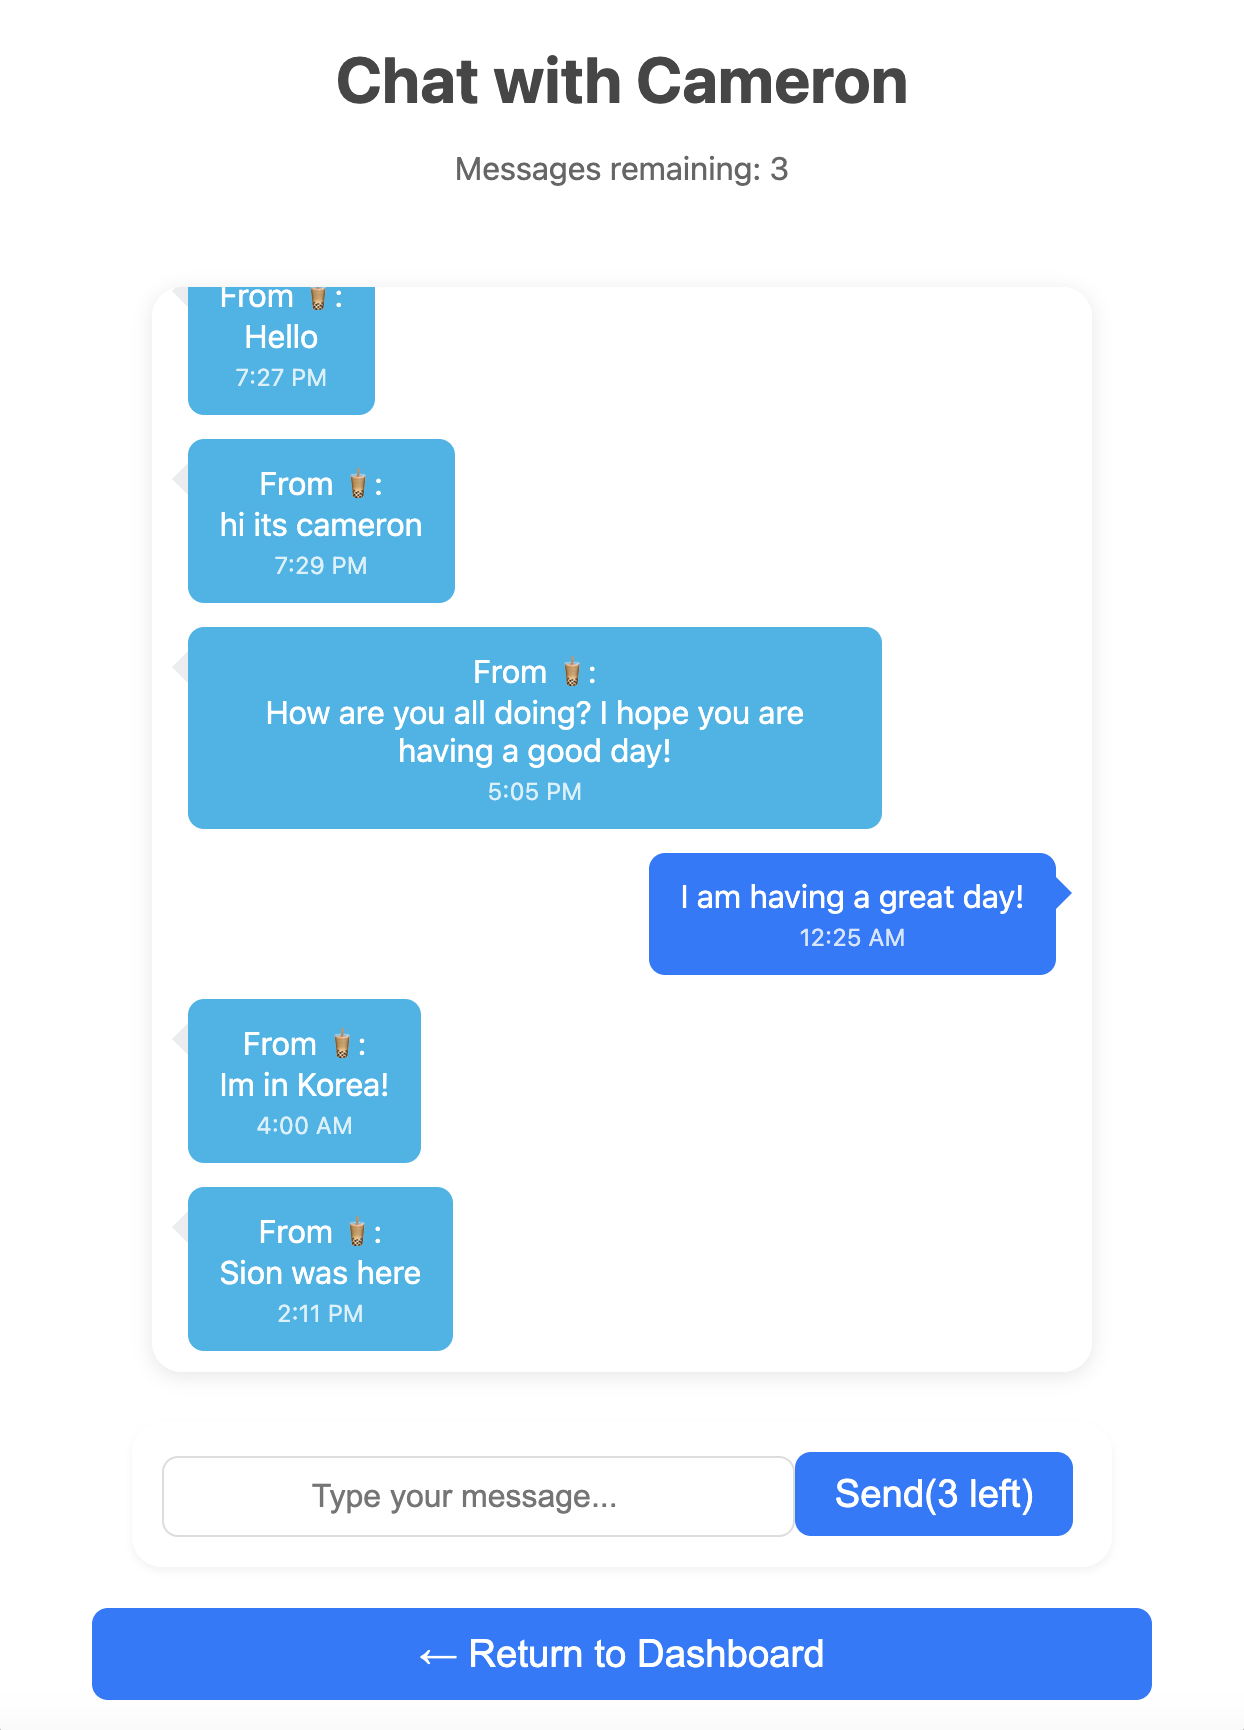 Chat with Cameron
Messages remaining: 3
From 🧋:
Hello
7:27 PM
From 🧋:
hi its cameron
7:29 PM
From 🧋:
How are you all doing? I hope you are
having a good day!
5:05 PM
I am having a great day!
12:25 AM
From 🧋:
Im in Korea!
4:00 AM
From 🧋:
Sion was here
2:11 PM
Type your message...
Send(3 left)
← Return to Dashboard